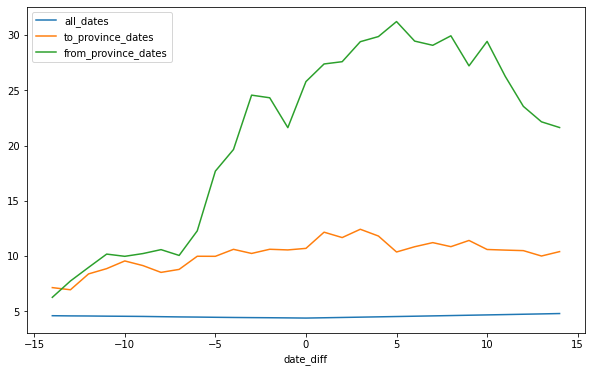 all_dates
to_province_dates
from_province_dates
30
25
20
15
10
5
−15 −10 −5 0 5 10 15
date_diff